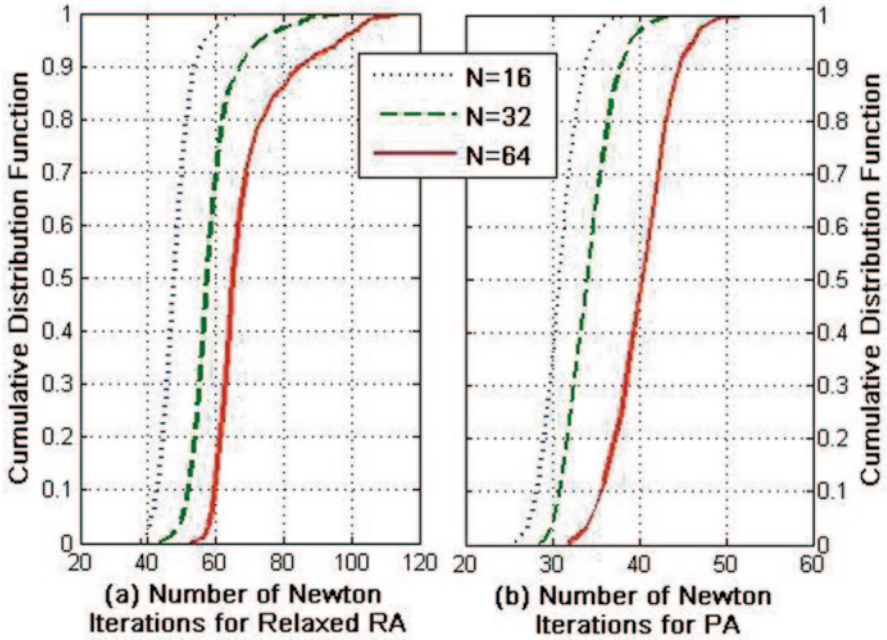 1
0.9
0.8
0.7
0.6
0.5
0.4
0.3
0.2
0.1
0
20 40 60 80 100 120
Cumulative Distribution Function
(a) Number of Newton
Iterations for Relaxed RA
N=16
N=32
N=64
1
0.9
0.8
0.7
0.6
0.5
0.4
0.3
0.2
0.1
0
20 30 40 50 60
Cumulative Distribution Function
(b) Number of Newton
Iterations for PA